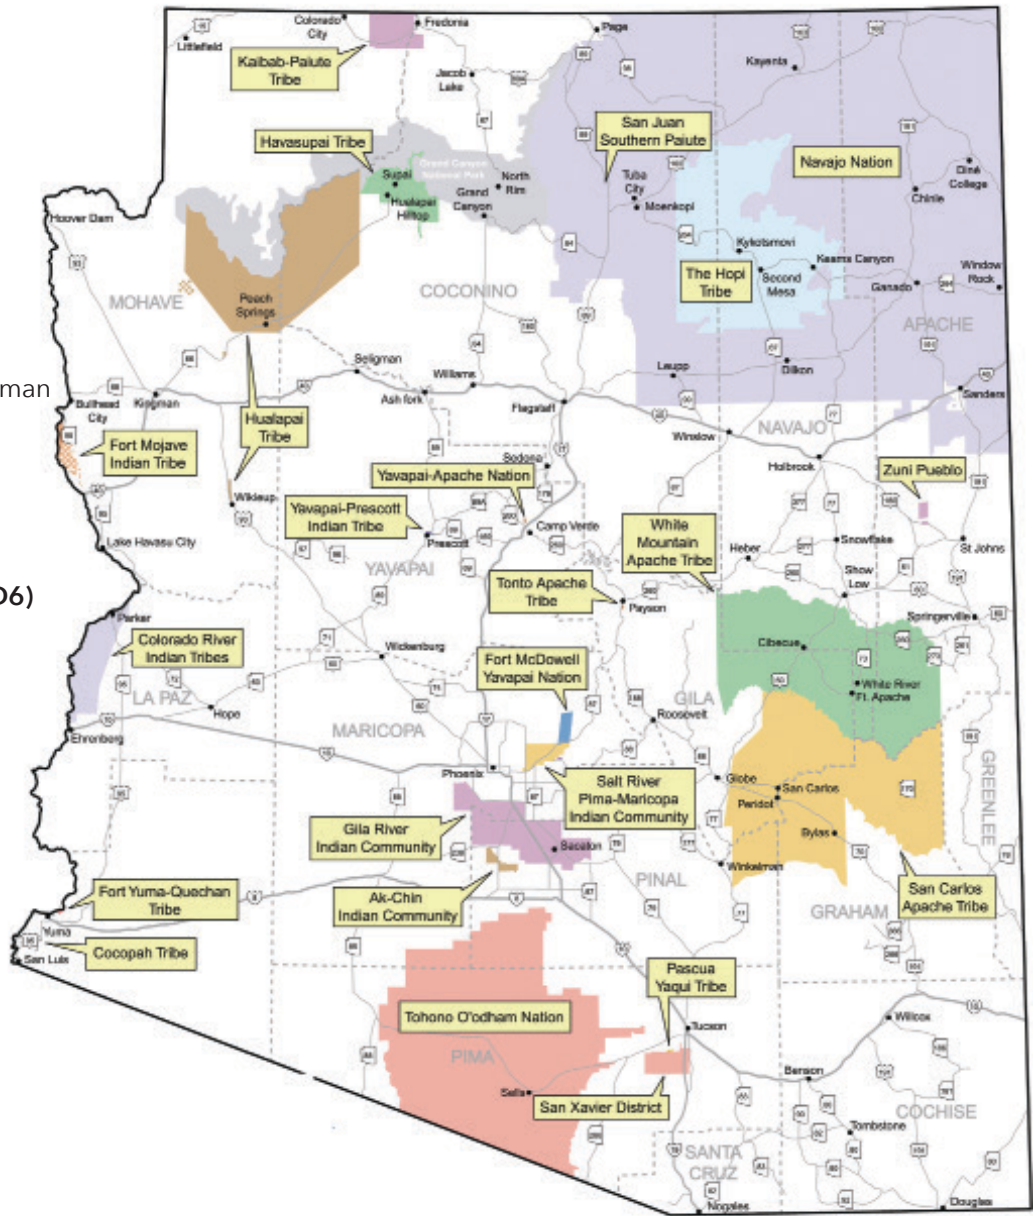 Colorado
City
Fredonia
Page
Littlefield
Kaibab-Paiute
Tribe
Jacob
Lake
Kayenta
Havasupai Tribe
San Juan
Southern Paiute
Grand Canyon
National Park
Navajo Nation
Supai
Hualapai
Hilltop
North
Rim
Grand
Canyon
Tuba
City
Moenkopi
Diné
College
Chinle
Hoover Dam
Kykotsmovi
Keams Canyon
The Hopi
Tribe
Second
Mesa
Ganado
Window
Rock
MOHAVE
COCONINO
APACHE
Peach
Springs
Seligman
Williams
Leupp
Dilkon
man
Bullhead
City
Kingman
Ash fork
Flagstaff
Sanders
Hualapai
Tribe
Winslow
NAVAJO
Fort Mojave
Indian Tribe
Sedona
Holbrook
Zuni Pueblo
Yavapai-Apache Nation
Wikieup
Yavapai-Prescott
Indian Tribe
Prescott
Camp Verde
White
Mountain
Apache Tribe
Lake Havasu City
Heber
Snowflake
St Johns
YAVAPAI
Show
Low
D6)
Tonto Apache
Tribe
Payson
Springerville
Parker
Colorado River
Indian Tribes
Wickenburg
Cibecue
Fort McDowell
Yavapai Nation
White River
Ft. Apache
LA PAZ
Hope
GILA
Roosevelt
Ehrenberg
MARICOPA
GREENLEE
Phoenix
Salt River
Pima-Maricopa
Indian Community
Globe
San Carlos
Peridot
Gila River
Indian Community
Sacaton
Bylas
Winkelman
PINAL
Fort Yuma-Quechan
Tribe
Ak-Chin
Indian Community
San Carlos
Apache Tribe
GRAHAM
Yuma
Cocopah Tribe
San Luis
Pascua
Yaqui Tribe
Tohono O'odham Nation
Tucson
Willcox
PIMA
Benson
Sells
San Xavier District
COCHISE
Tombstone
SANTA
CRUZ
Nogales
Douglas